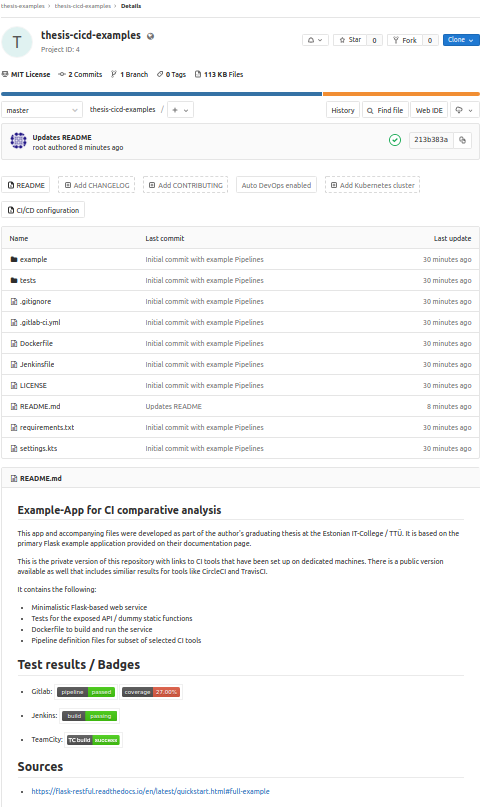 thesis-examples › thesis-cicd-examples › Details
T
thesis-cicd-examples
Project ID: 4
Star 0
Fork 0
Clone
MIT License 2 Commits 1 Branch 0 Tags 113 KB Files
master
thesis-cicd-examples / +
History
Find file
Web IDE
Updates README
root authored 8 minutes ago
213b383a
README
Add CHANGELOG
Add CONTRIBUTING
Auto DevOps enabled
Add Kubernetes cluster
CI/CD configuration
Name Last commit Last update
example Initial commit with example Pipelines 30 minutes ago
tests Initial commit with example Pipelines 30 minutes ago
.gitignore Initial commit with example Pipelines 30 minutes ago
.gitlab-ci.yml Initial commit with example Pipelines 30 minutes ago
Dockerfile Initial commit with example Pipelines 30 minutes ago
Jenkinsfile Initial commit with example Pipelines 30 minutes ago
LICENSE Initial commit with example Pipelines 30 minutes ago
README.md Updates README 8 minutes ago
requirements.txt Initial commit with example Pipelines 30 minutes ago
settings.kts Initial commit with example Pipelines 30 minutes ago
README.md
Example-App for CI comparative analysis
This app and accompanying files were developed as part of the author's graduating thesis at the Estonian IT-College / TTÜ. It is based on the
primary Flask example application provided on their documentation page.
This is the private version of this repository with links to CI tools that have been set up on dedicated machines. There is a public version
available as well that includes similar results for tools like CircleCI and TravisCI.
It contains the following:
• Minimalistic Flask-based web service
• Tests for the exposed API / dummy static functions
• Dockerfile to build and run the service
• Pipeline definition files for subset of selected CI tools
Test results / Badges
• Gitlab: pipeline passed coverage 27.00%
• Jenkins: build passing
• TeamCity: TC build success
Sources
• https://flask-restful.readthedocs.io/en/latest/quickstart.html#full-example